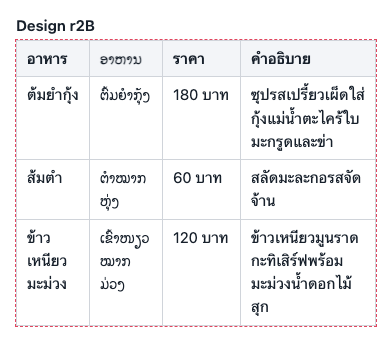 Design r2B
อาหาร ອາຫານ ราคา คำอธิบาย
ต้มยำกุ้ง ຕົ້ມຍຳກຸ້ງ 180 บาท ซุปรสเปรี้ยวเผ็ดใส่
กุ้งแม่น้ำตะไคร้ใบ
มะกรูดและข่า
ส้มตำ ຕຳໝາກ 60 บาท สลัดมะละกอรสจัด
ຫຸ່ງ จ้าน
ข้าว ເຂົ້າໜຽວ 120 บาท ข้าวเหนียวมูนราด
เหนียว ໝາກ กะทิเสิร์ฟพร้อม
มะม่วง ມ່ວງ มะม่วงน้ำดอกไม้
สุก